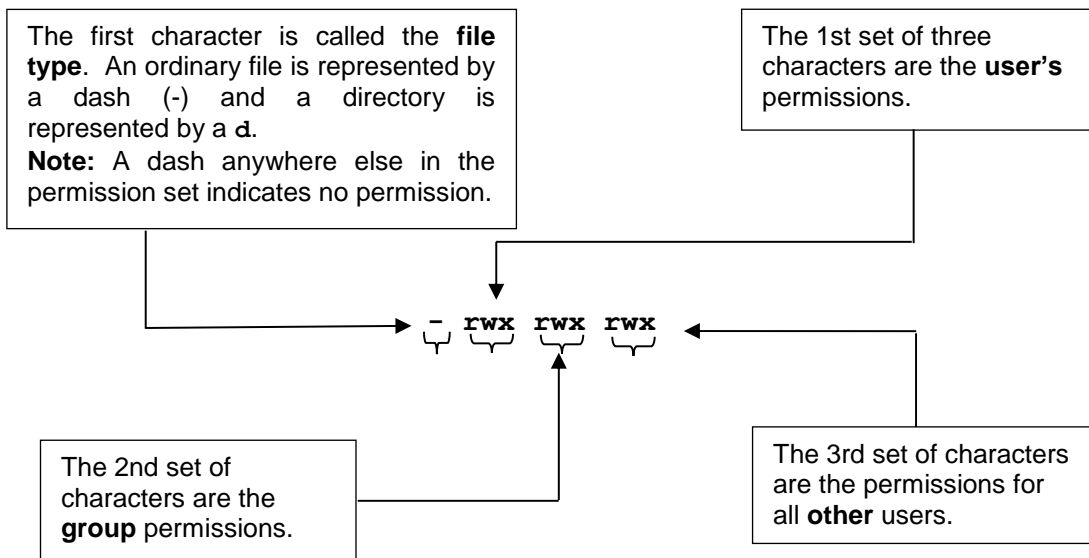 The first character is called the file
type. An ordinary file is represented by
a dash (-) and a directory is
represented by a d.
Note: A dash anywhere else in the
permission set indicates no permission.
The 1st set of three
characters are the user's
permissions.
- rwx rwx rwx
The 2nd set of
characters are the
group permissions.
The 3rd set of characters
are the permissions for
all other users.